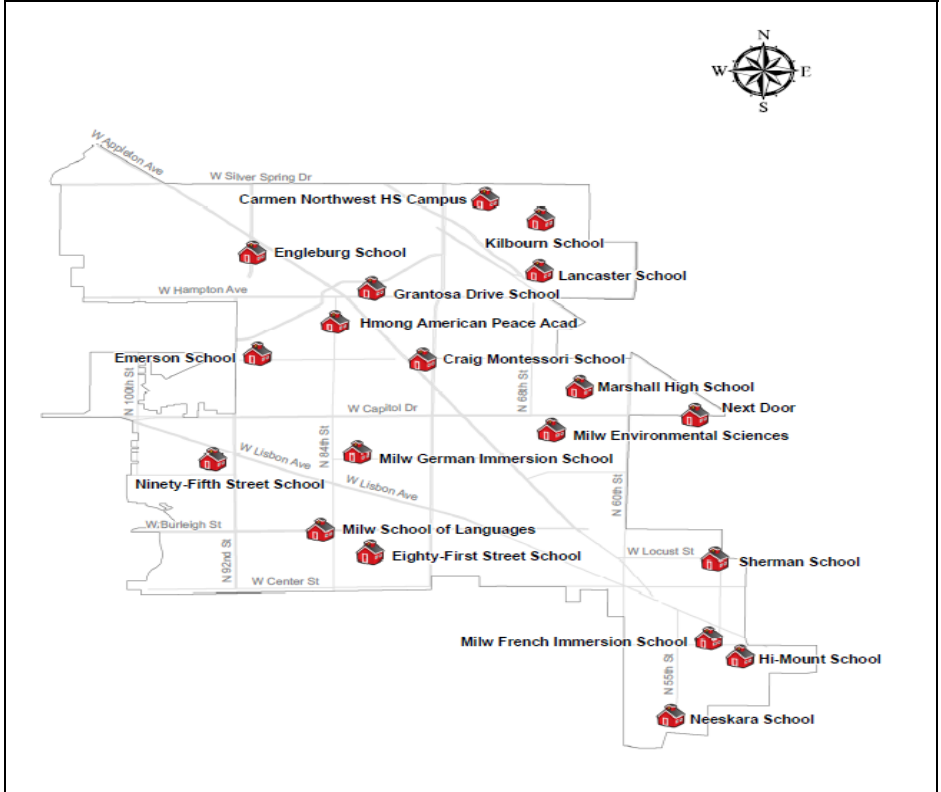 N
W E
S
W Appleton Ave
W Silver Spring Dr
Carmen Northwest HS Campus
Kilbourn School
Engleburg School
Lancaster School
W Hampton Ave
Grantosa Drive School
Hmong American Peace Acad
Emerson School
Craig Montessori School
N 100th St
N 68th St
Marshall High School
Next Door
W Capitol Dr
Milw Environmental Sciences
N 84th St
W Lisbon Ave
Milw German Immersion School
Ninety-Fifth Street School
W Lisbon Ave
N 60th St
W.Burleigh St
Milw School of Languages
N 92nd St
Eighty-First Street School
W Locust St
Sherman School
W Center St
Milw French Immersion School
N 55th St
Hi-Mount School
Neeskara School